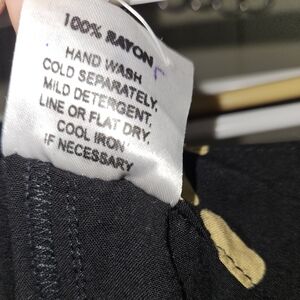 100% RAYON
HAND WASH
COLD SEPARATELY,
MILD DETERGENT,
LINE OR FLAT DRY,
COOL IRON
IF NECESSARY